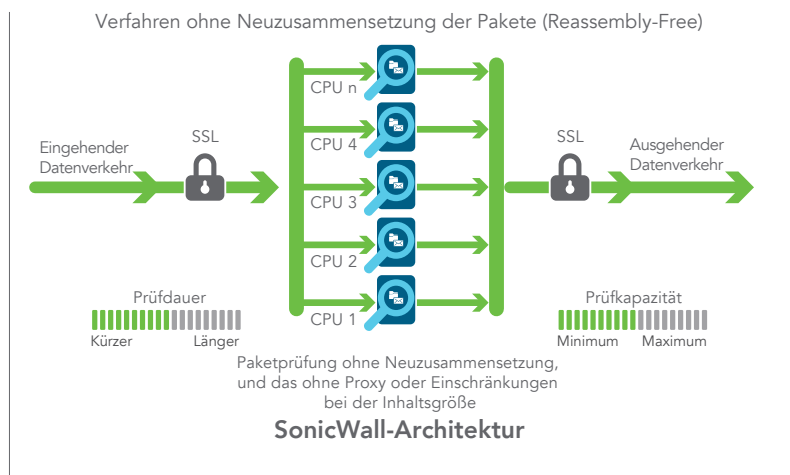 Verfahren ohne Neuzusammensetzung der Pakete (Reassembly-Free)
Eingehender
Datenverkehr
SSL
CPU n
CPU 4
CPU 3
CPU 2
CPU 1
SSL
Ausgehender
Datenverkehr
Prüfdauer
Kürzer Länger
Prüfkapazität
Minimum Maximum
Paketprüfung ohne Neuzusammensetzung,
und das ohne Proxy oder Einschränkungen
bei der Inhaltsgröße
SonicWall-Architektur